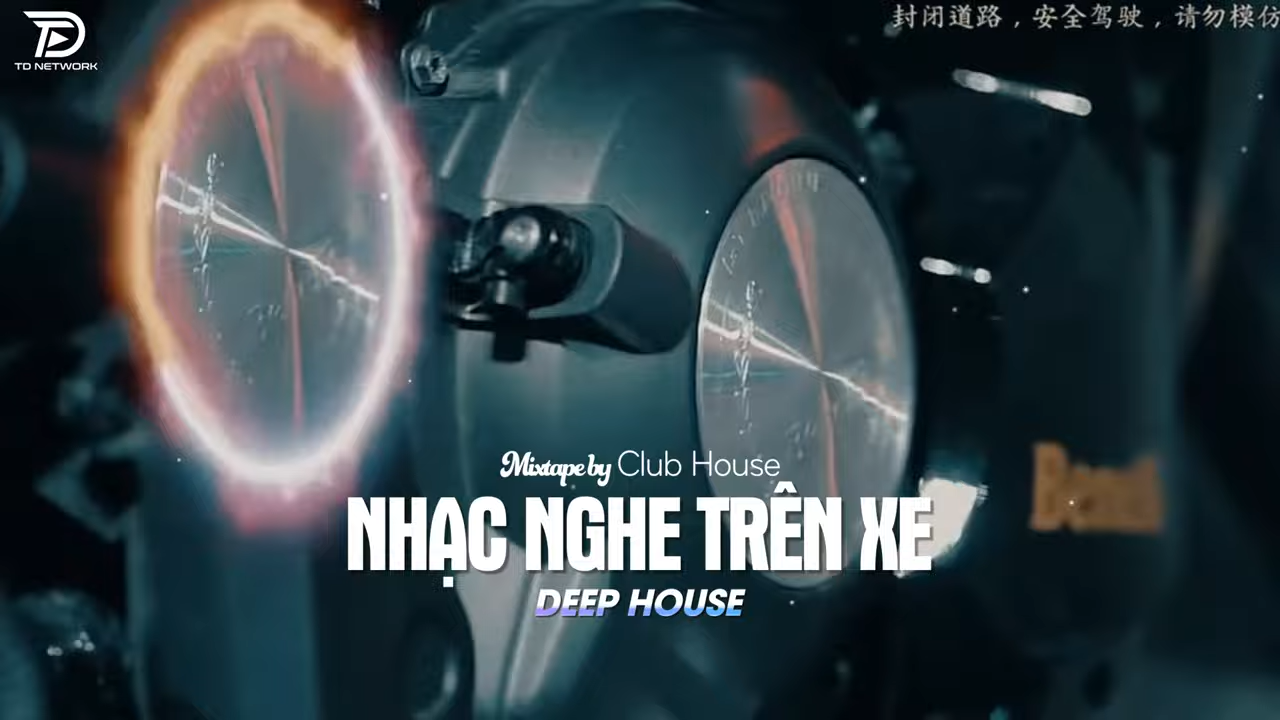 TD NETWORK
封闭道路，安全驾驶，请勿模仿
Mixtape by Club House
NHẠC NGHE TRÊN XE
DEEP HOUSE